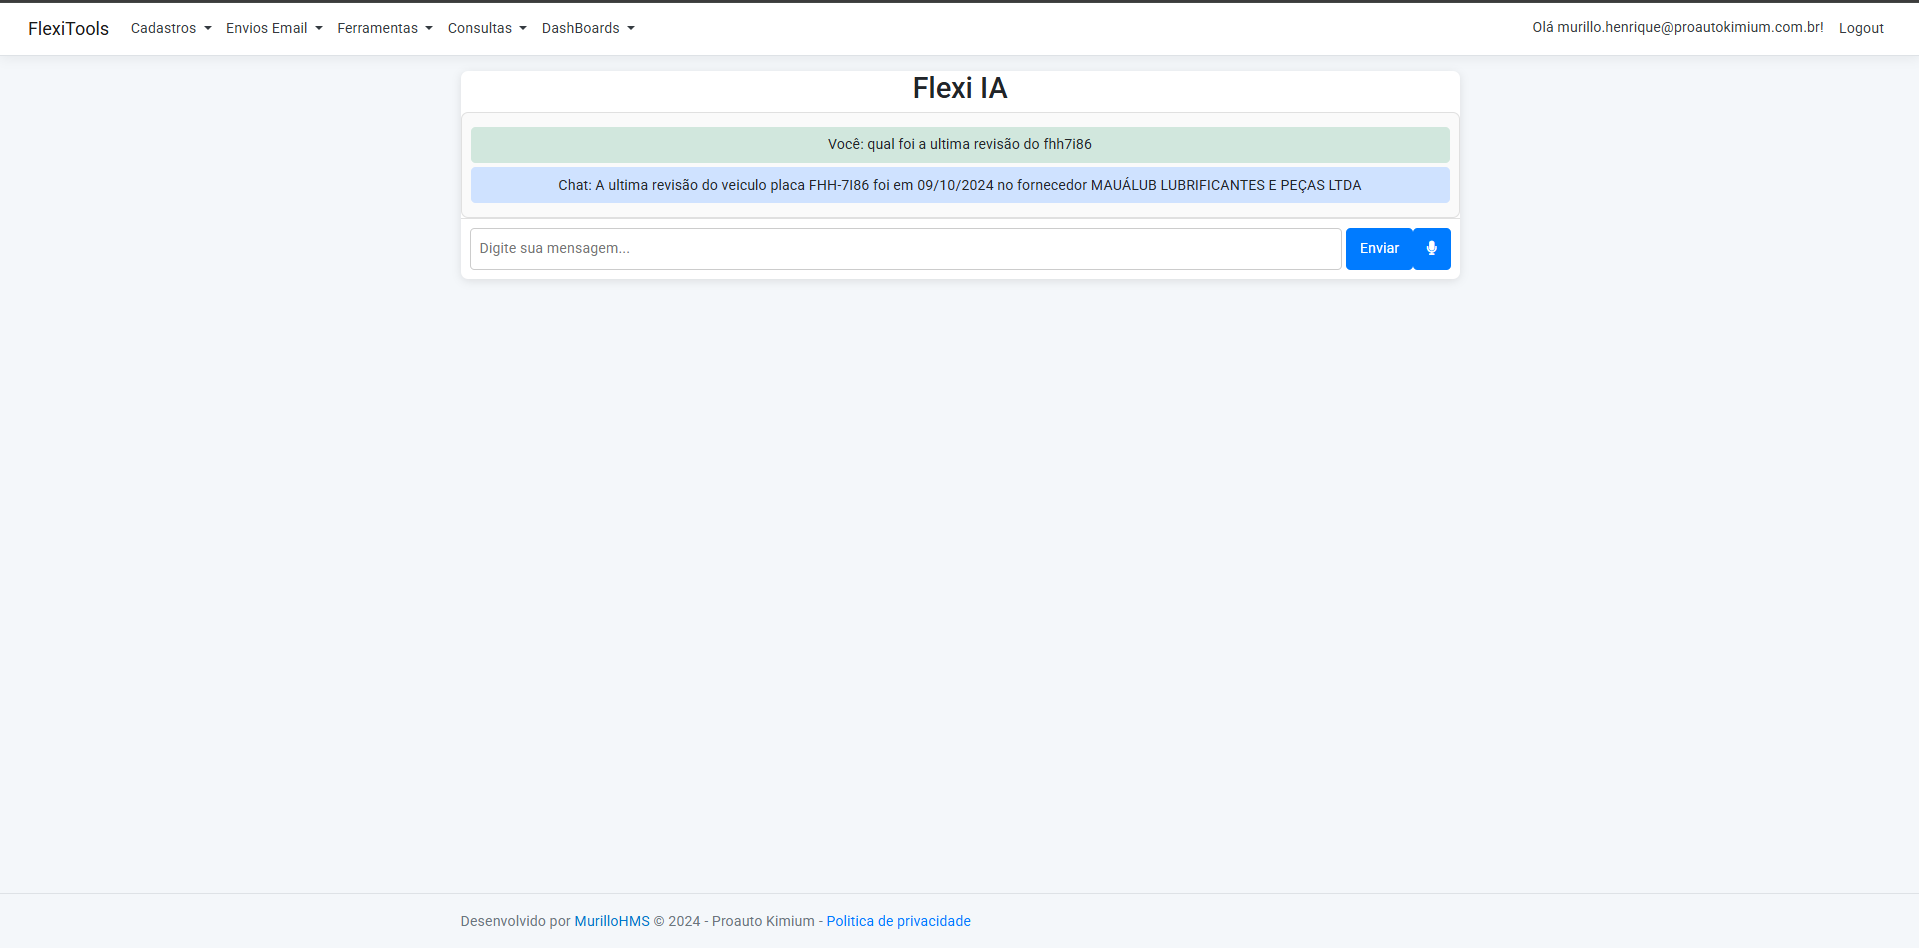 FlexiTools Cadastros Envios Email Ferramentas Consultas DashBoards Olá murillo.henrique@proautokimium.com.br! Logout
Flexi IA
Você: qual foi a ultima revisão do fhh7i86
Chat: A ultima revisão do veiculo placa FHH-7I86 foi em 09/10/2024 no fornecedor MAUÁLUB LUBRIFICANTES E PEÇAS LTDA
Digite sua mensagem... Enviar
Desenvolvido por MurilloHMS © 2024 - Proauto Kimium - Politica de privacidade